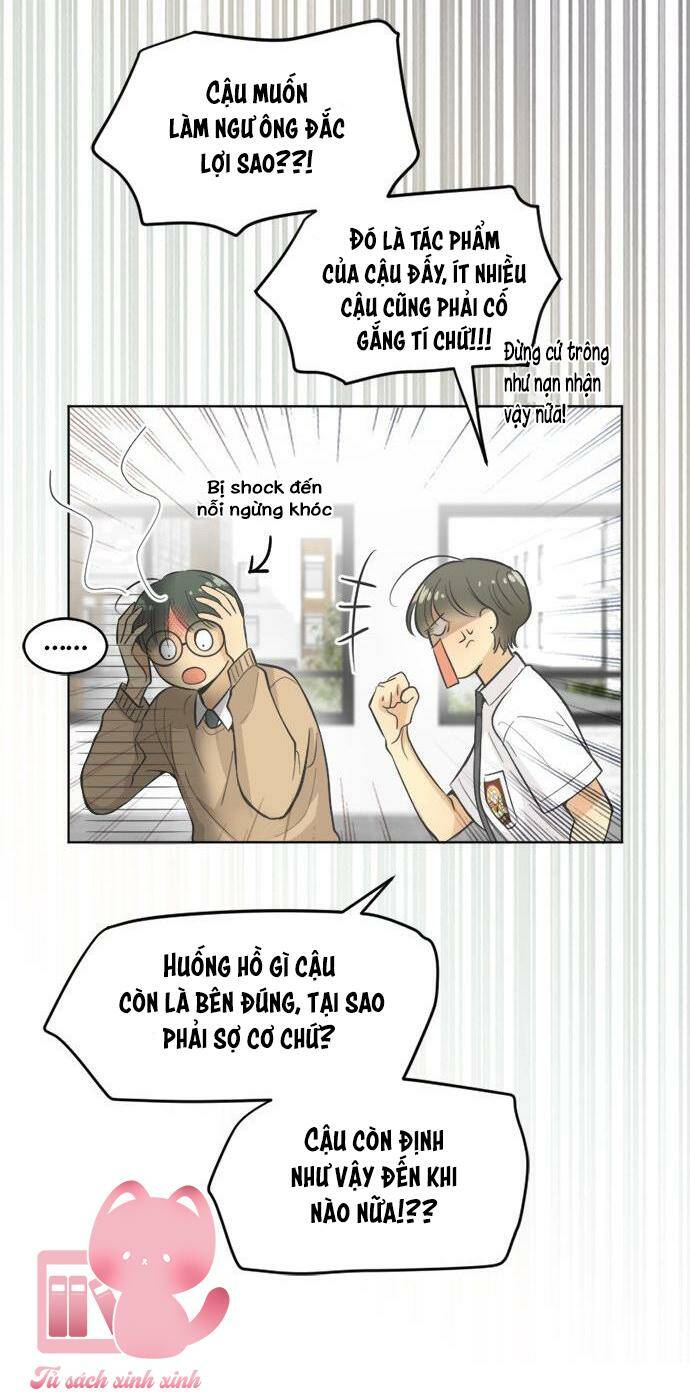 CẬU MUỐN
LÀM NGƯ ÔNG ĐẮC
LỢI SAO??!
ĐÓ LÀ TÁC PHẨM
CỦA CẬU ĐẤY, ÍT NHIỀU
CẬU CŨNG PHẢI CỐ
GẮNG TÍ CHỨ!!!
Đừng cứ trông
như nạn nhận
vậy nữa!
Bị shock đến
nỗi ngừng khóc
......
HUỐNG HỒ GÌ CẬU
CÒN LÀ BÊN ĐÚNG, TẠI SAO
PHẢI SỢ CƠ CHỨ?
CẬU CÒN ĐỊNH
NHƯ VẬY ĐẾN KHI
NÀO NỮA!??
Tủ sách xinh xinh